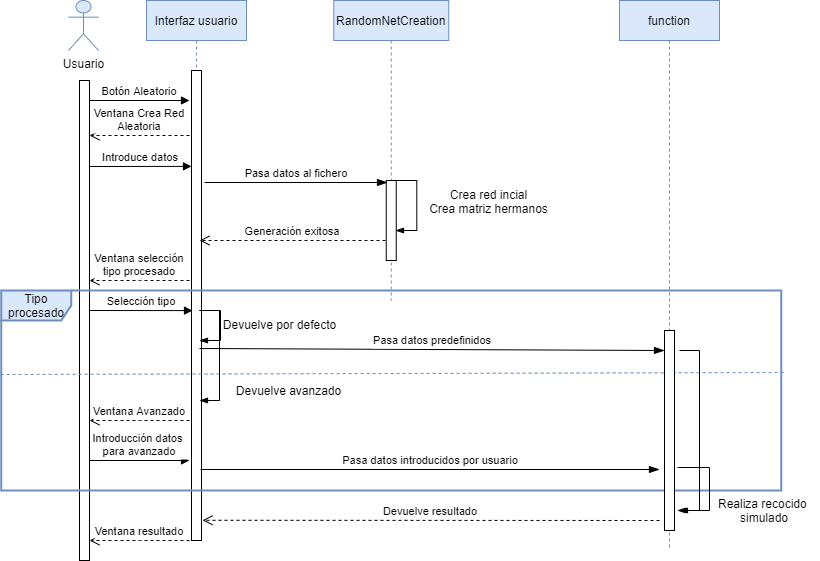 Interfaz usuario
RandomNetCreation
function
Usuario
Botón Aleatorio
Ventana Crea Red
Aleatoria
Introduce datos
Pasa datos al fichero
Crea red incial
Crea matriz hermanos
Generación exitosa
Ventana selección
tipo procesado
Tipo
procesado
Selección tipo
Devuelve por defecto
Pasa datos predefinidos
Devuelve avanzado
Ventana Avanzado
Introducción datos
para avanzado
Pasa datos introducidos por usuario
Realiza recocido
simulado
Devuelve resultado
Ventana resultado